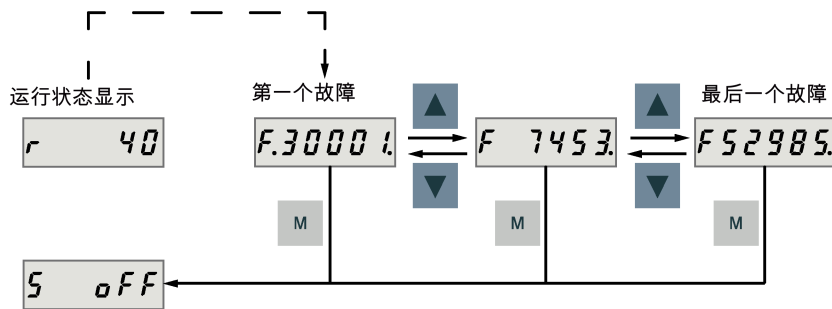 运行状态显示
第一个故障
最后一个故障
r 40
F.30001.
F 7453.
F52985.
M
M
M
S oFF